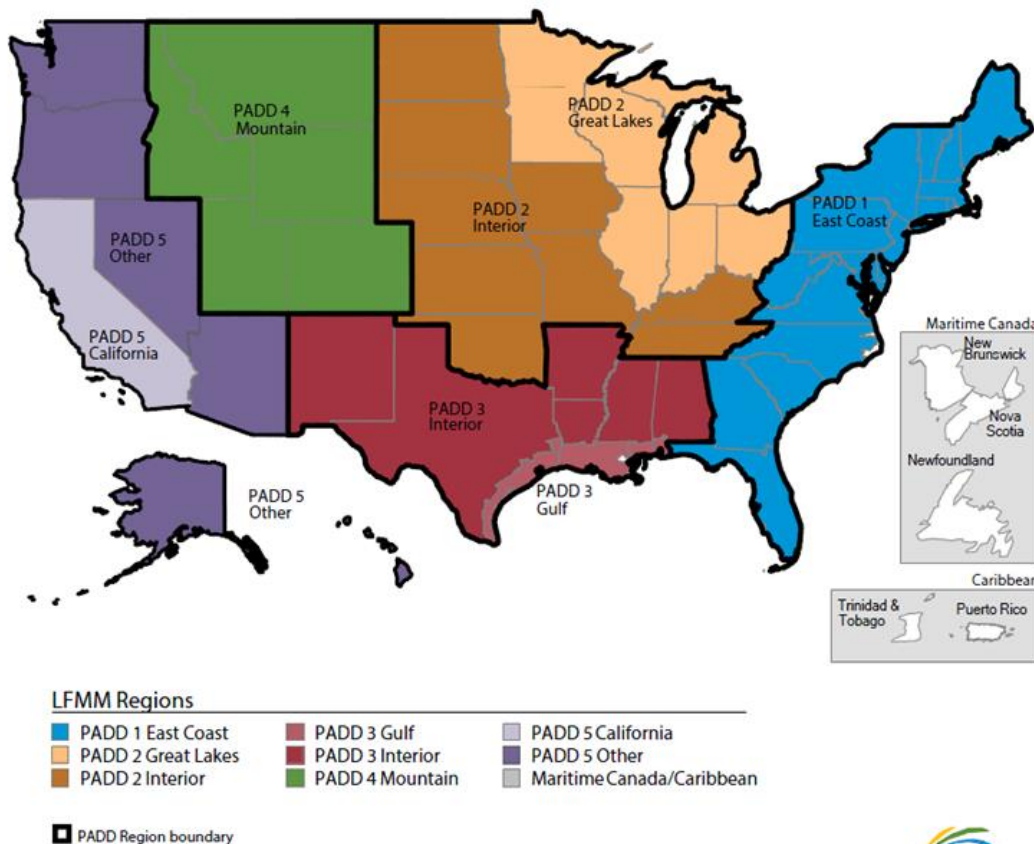 PADD 4
Mountain
PADD 2
Great Lakes
PADD 2
Interior
PADD 1
East Coast
PADD 5
Other
PADD 5
California
PADD 3
Interior
PADD 3
Gulf
PADD 5
Other
Maritime Canada
New
Brunswick
Nova
Scotia
Newfoundland
Caribbean
Trinidad &
Tobago
Puerto Rico
LFMM Regions
PADD 1 East Coast
PADD 2 Great Lakes
PADD 2 Interior
PADD 3 Gulf
PADD 3 Interior
PADD 4 Mountain
PADD 5 California
PADD 5 Other
Maritime Canada/Caribbean
PADD Region boundary